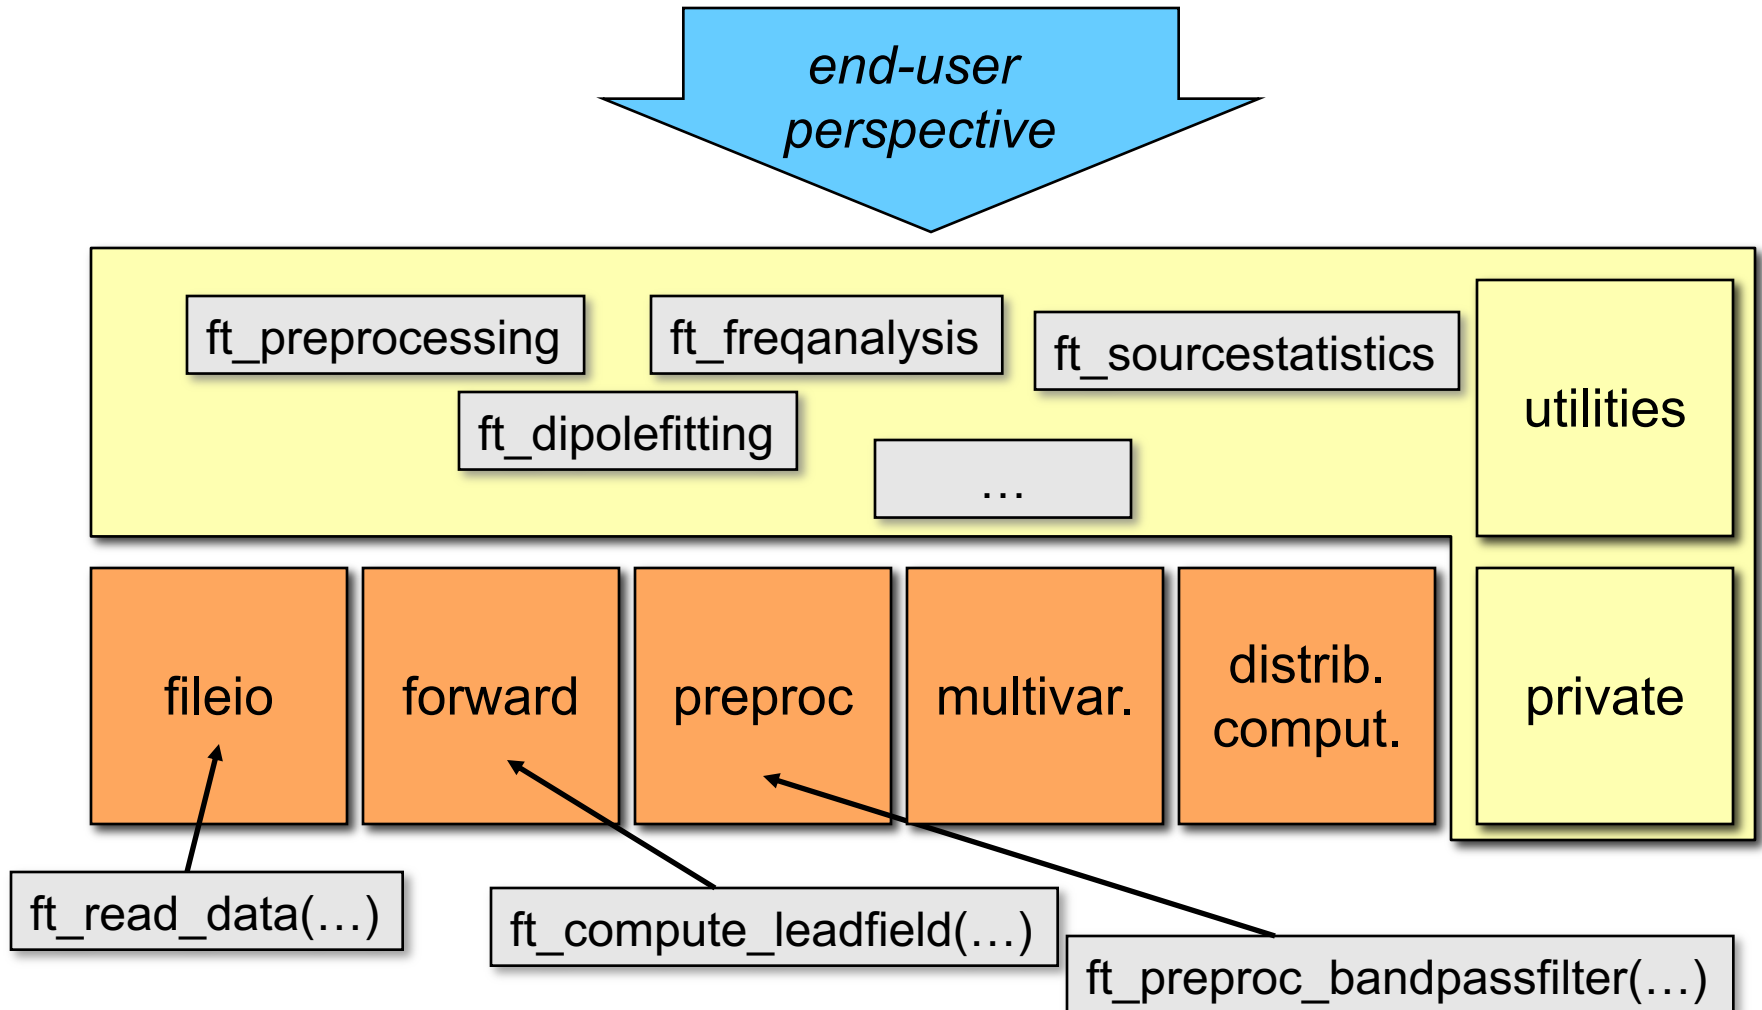 end-user
perspective
ft_preprocessing
ft_freqanalysis
ft_sourcestatistics
utilities
ft_dipolefitting
…
fileio
forward
preproc
multivar.
distrib.
comput.
private
ft_read_data(…)
ft_compute_leadfield(…)
ft_preproc_bandpassfilter(…)